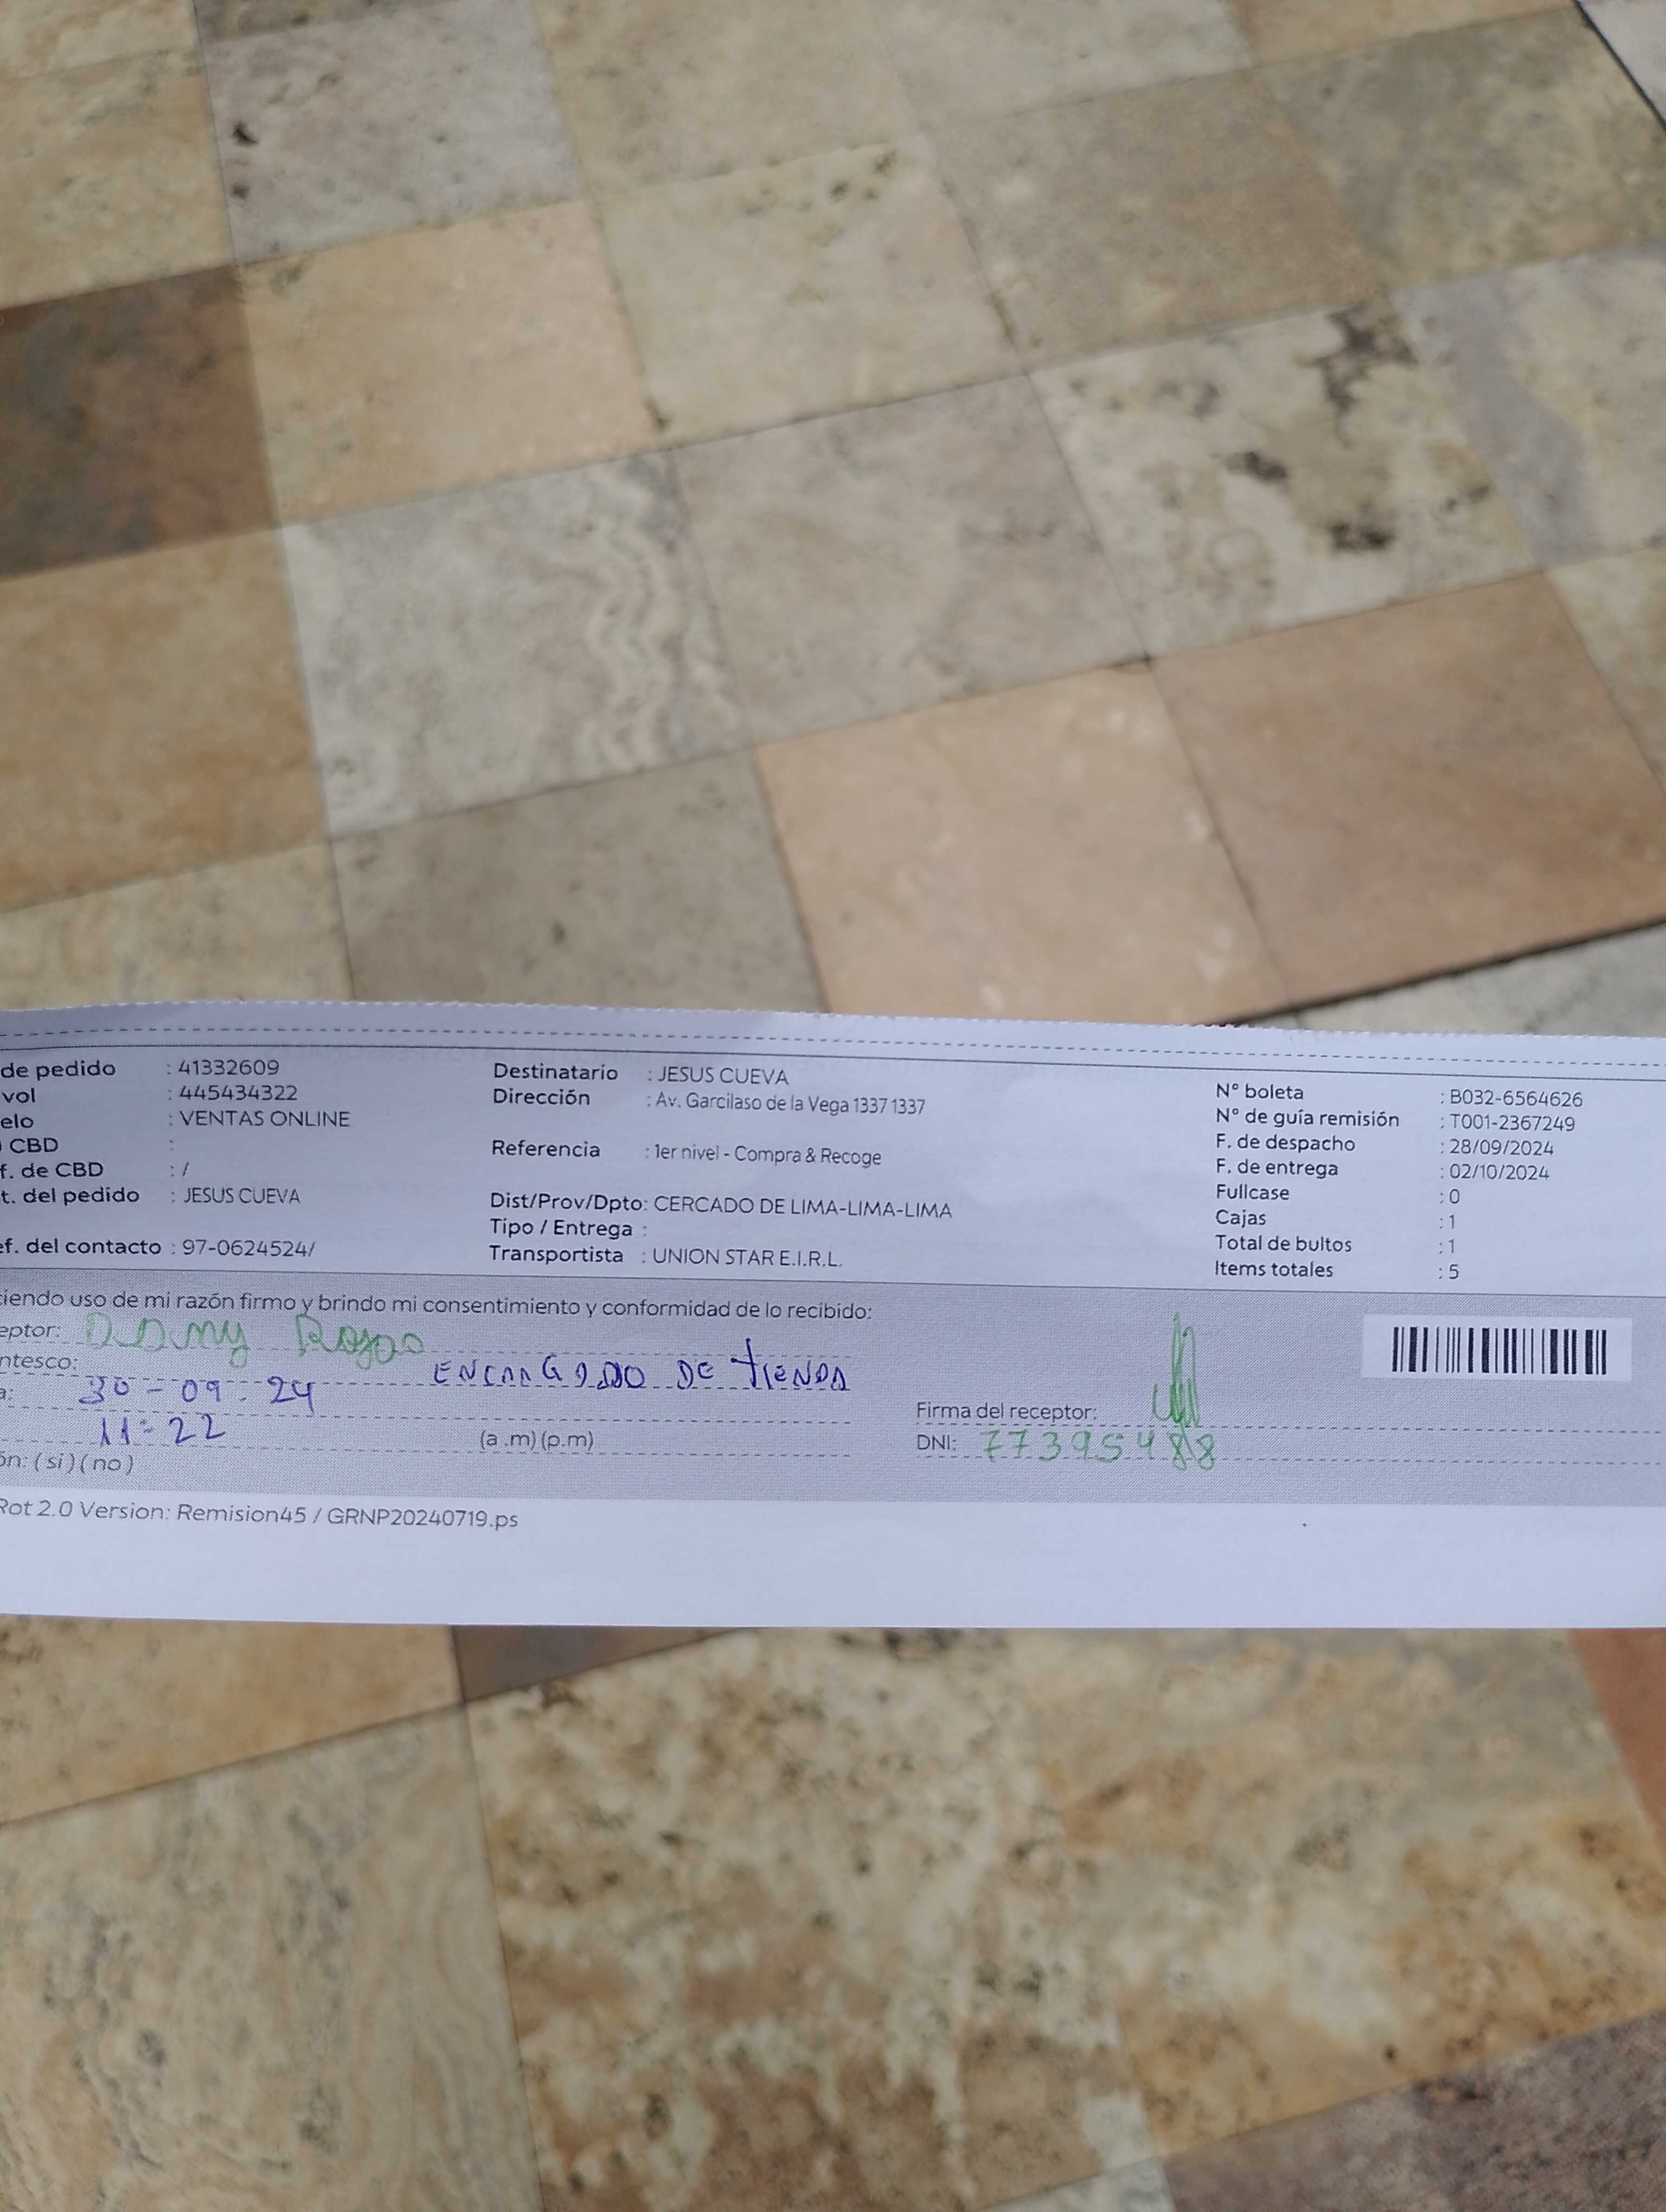 de pedido : 41332609
vol : 445434322
elo : VENTAS ONLINE
CBD :
f. de CBD : /
t. del pedido : JESUS CUEVA
ef. del contacto : 97-0624524/
Destinatario : JESUS CUEVA
Dirección : Av. Garcilaso de la Vega 1337 1337
Referencia : 1er nivel - Compra & Recoge
Dist/Prov/Dpto: CERCADO DE LIMA-LIMA-LIMA
Tipo / Entrega :
Transportista : UNION STAR E.I.R.L.
Nº boleta : B032-6564626
Nº de guía remisión : T001-2367249
F. de despacho : 28/09/2024
F. de entrega : 02/10/2024
Fullcase : 0
Cajas : 1
Total de bultos : 1
Items totales : 5
ciendo uso de mi razón firmo y brindo mi consentimiento y conformidad de lo recibido:
eptor: Rojas
ntesco: ENCARGADO DE TIENDA
a: 30-09-24
11:22 (a .m) (p.m)
ón: ( si ) ( no )
Firma del receptor:
DNI: 77395488
Rot 2.0 Version: Remision45 / GRNP20240719.ps